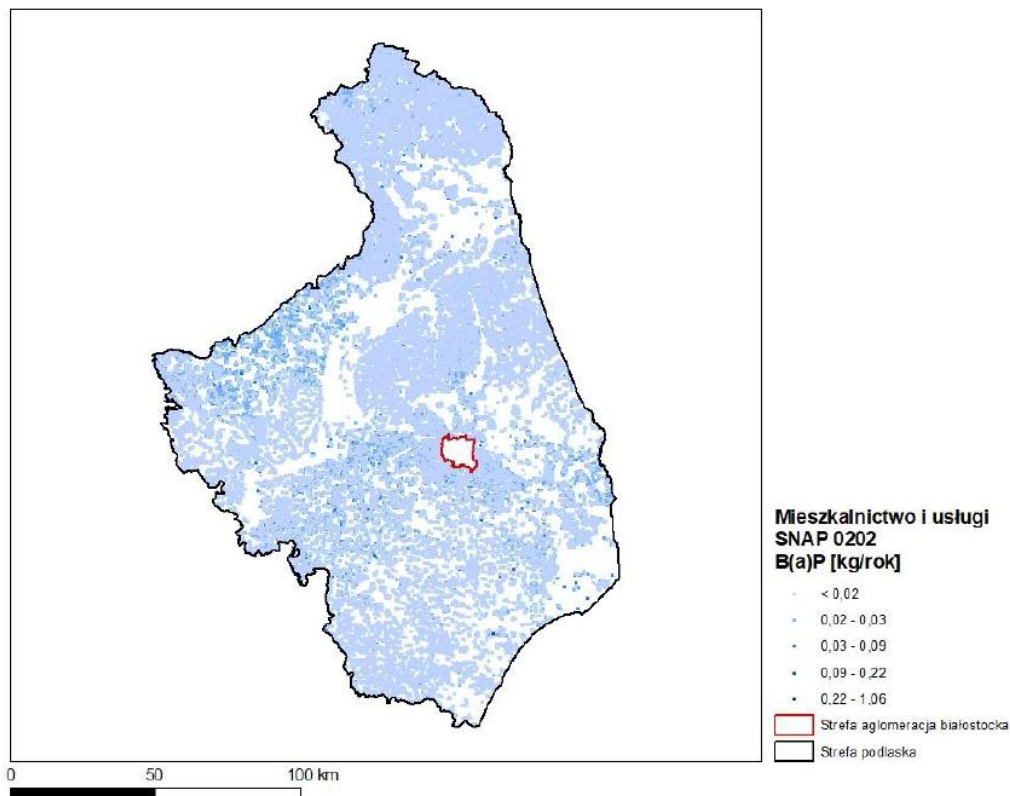 Mieszkalnictwo i usługi
SNAP 0202
B(a)P [kg/rok]
< 0,02
0,02 - 0,03
0,03 - 0,09
0,09 - 0,22
0,22 - 1,06
Strefa aglomeracja białostocka
Strefa podlaska
0 50 100 km